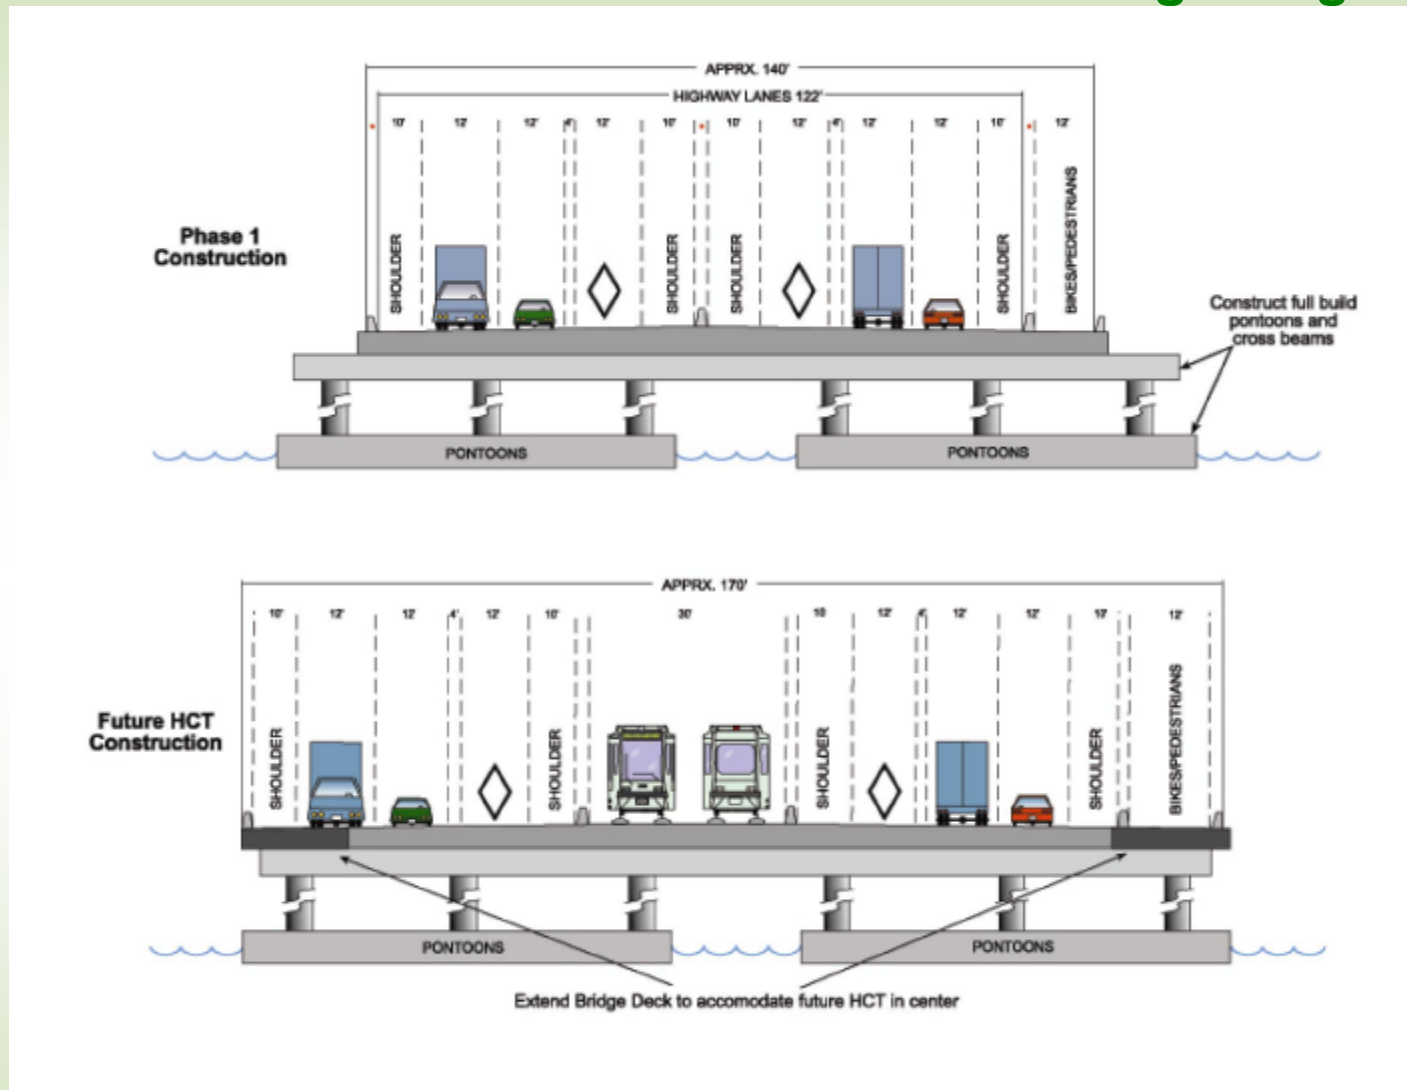 APPRX. 140'
HIGHWAY LANES 122'
10' 12' 12' 4' 12' 10' 10' 12' 4' 12' 12' 10' 12'
SHOULDER
SHOULDER
SHOULDER
SHOULDER
BIKES/PEDESTRIANS
Phase 1
Construction
Construct full build
pontoons and
cross beams
PONTOONS
PONTOONS
APPRX. 170'
10' 12' 12' 4' 12' 10' 30' 10 12' 4' 12' 12' 10' 12'
SHOULDER
SHOULDER
SHOULDER
SHOULDER
BIKES/PEDESTRIANS
Future HCT
Construction
PONTOONS
PONTOONS
Extend Bridge Deck to accomodate future HCT in center